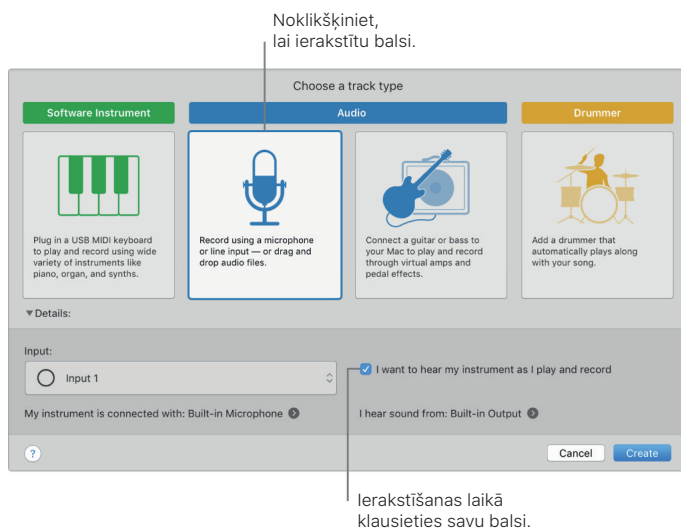 Noklikšķiniet,
lai ierakstītu balsi.
Choose a track type
Software Instrument
Audio
Drummer
Plug in a USB MIDI keyboard
to play and record using wide
variety of instruments like
piano, organ, and synths.
Record using a microphone
or line input — or drag and
drop audio files.
Connect a guitar or bass to
your Mac to play and record
through virtual amps and
pedal effects.
Add a drummer that
automatically plays along
with your song.
▼Details:
Input:
Input 1
I want to hear my instrument as I play and record
My instrument is connected with: Built-in Microphone
I hear sound from: Built-in Output
?
Cancel
Create
Ierakstīšanas laikā
klausieties savu balsi.